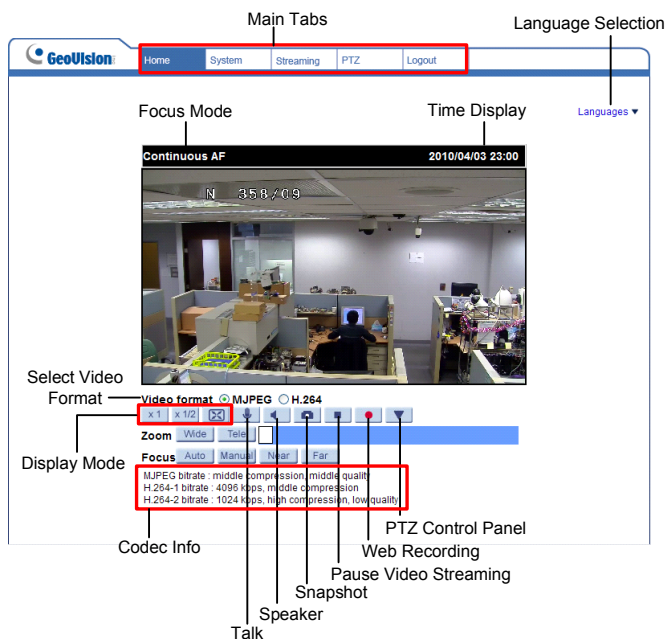 Main Tabs
Language Selection
GeoVision
Home System Streaming PTZ Logout
Languages
Focus Mode
Time Display
Continuous AF 2010/04/03 23:00
N 358/09
Select Video
Format
Video format MJPEG H.264
x 1 x 1/2
Display Mode
Zoom Wide Tele
Focus Auto Manual Near Far
MJPEG bitrate : middle compression, middle quality
H.264-1 bitrate : 4096 kbps, middle compression
H.264-2 bitrate : 1024 kbps, high compression, low quality
Codec Info
PTZ Control Panel
Web Recording
Pause Video Streaming
Snapshot
Speaker
Talk